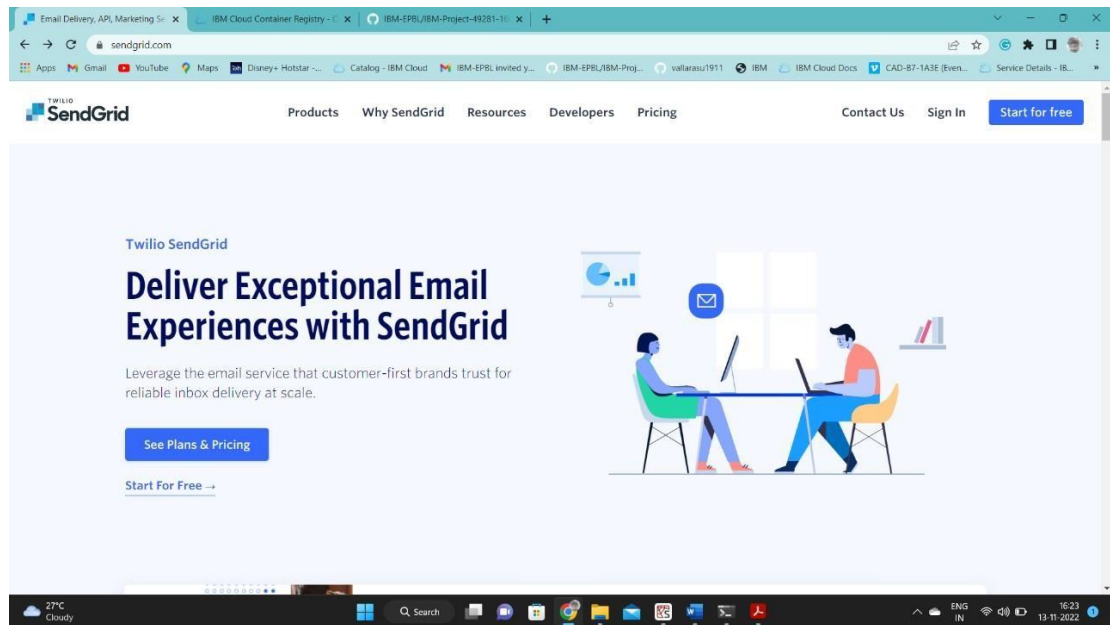 Email Delivery, API, Marketing Se
IBM Cloud Container Registry - C
IBM-EPBL/IBM-Project-49281-16
sendgrid.com
Apps
Gmail
YouTube
Maps
Disney+ Hotstar -...
Catalog - IBM Cloud
IBM-EPBL invited y...
IBM-EPBL/IBM-Proj...
vallarasu1911
IBM
IBM Cloud Docs
CAD-87-1A3E (Even...
Service Details - IB...
TWILIO
SendGrid
Products
Why SendGrid
Resources
Developers
Pricing
Contact Us
Sign In
Start for free
Twilio SendGrid
Deliver Exceptional Email
Experiences with SendGrid
Leverage the email service that customer-first brands trust for
reliable inbox delivery at scale.
See Plans & Pricing
Start For Free →
27°C
Cloudy
Search
ENG
IN
16:23
13-11-2022